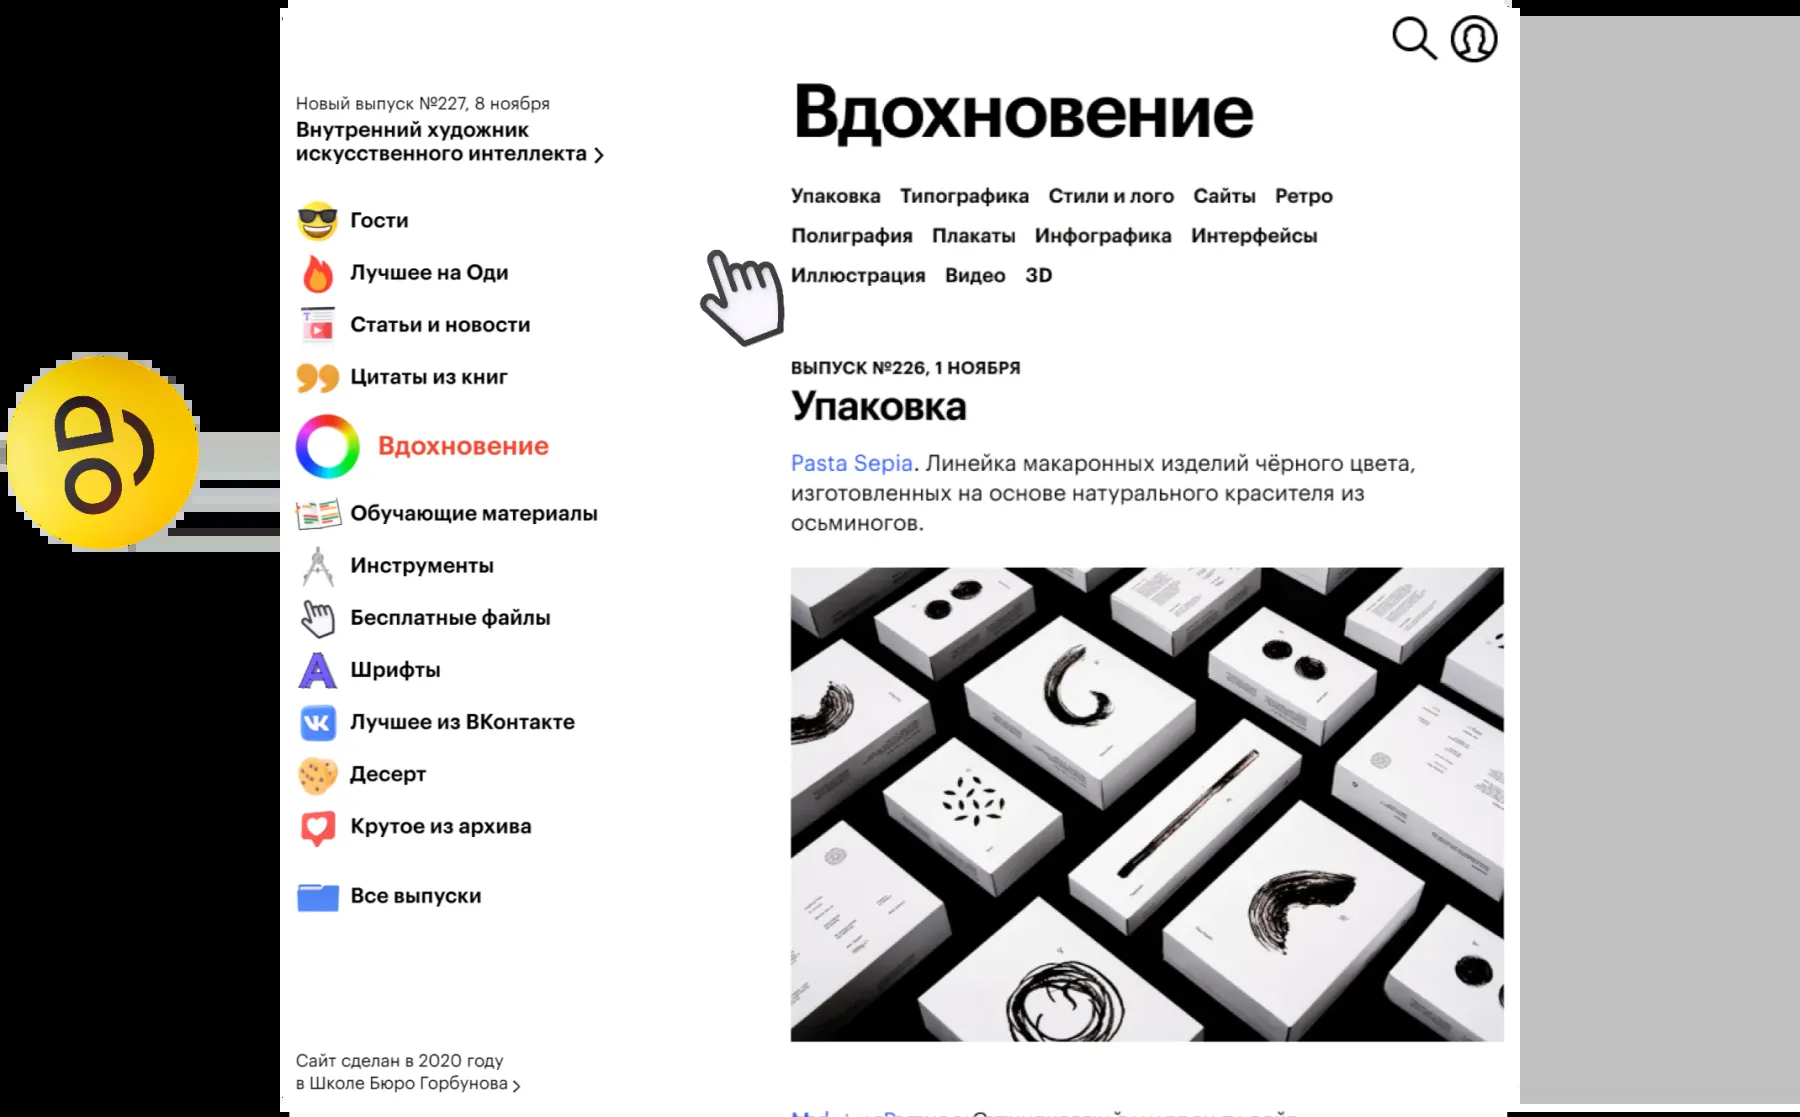 Новый выпуск №227, 8 ноября
Внутренний художник
искусственного интеллекта
Гости
Лучшее на Оди
Статьи и новости
Цитаты из книг
Вдохновение
Обучающие материалы
Инструменты
Бесплатные файлы
Шрифты
Лучшее из ВКонтакте
Десерт
Крутое из архива
Все выпуски
Сайт сделан в 2020 году
в Школе Бюро Горбунова
Вдохновение
Упаковка Типографика Стили и лого Сайты Ретро
Полиграфия Плакаты Инфографика Интерфейсы
Иллюстрация Видео 3D
ВЫПУСК №226, 1 НОЯБРЯ
Упаковка
Pasta Sepia. Линейка макаронных изделий чёрного цвета,
изготовленных на основе натурального красителя из
осьминогов.